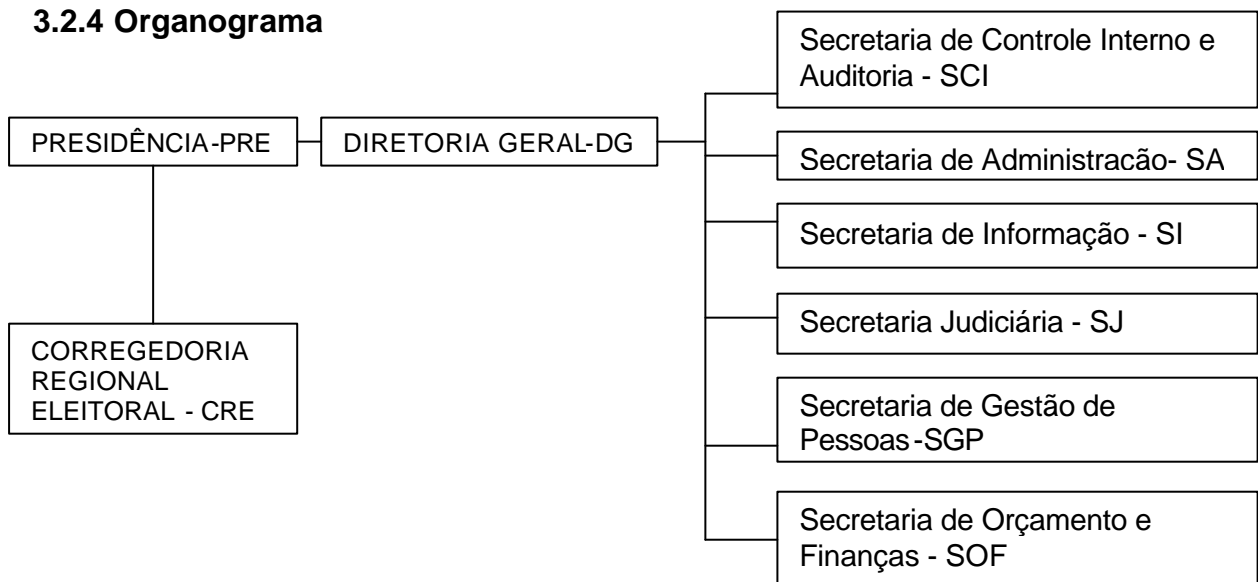 3.2.4 Organograma
PRESIDÊNCIA-PRE
DIRETORIA GERAL-DG
CORREGEDORIA
REGIONAL
ELEITORAL - CRE
Secretaria de Controle Interno e
Auditoria - SCI
Secretaria de Administracão- SA
Secretaria de Informação - SI
Secretaria Judiciária - SJ
Secretaria de Gestão de
Pessoas-SGP
Secretaria de Orçamento e
Finanças - SOF